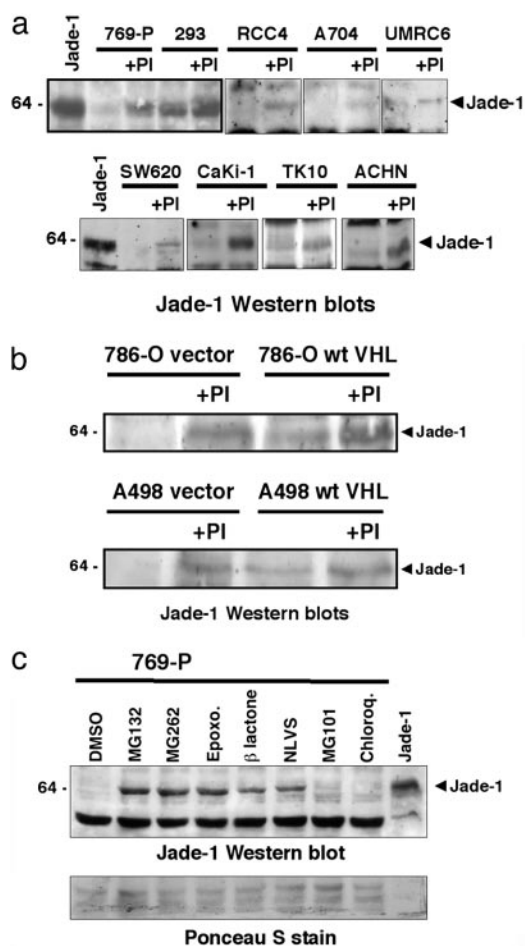 a
769-P 293 RCC4 A704 UMRC6
Jade-1 +PI +PI +PI +PI +PI
64 - Jade-1
SW620 CaKi-1 TK10 ACHN
Jade-1 +PI +PI +PI +PI
64 - Jade-1
Jade-1 Western blots
b
786-O vector 786-O wt VHL
+PI +PI
64 - Jade-1
A498 vector A498 wt VHL
+PI +PI
64 - Jade-1
Jade-1 Western blots
c
769-P
DMSO MG132 MG262 Epoxo. β lactone NLVS MG101 Chloroq. Jade-1
64 - Jade-1
Jade-1 Western blot
Ponceau S stain